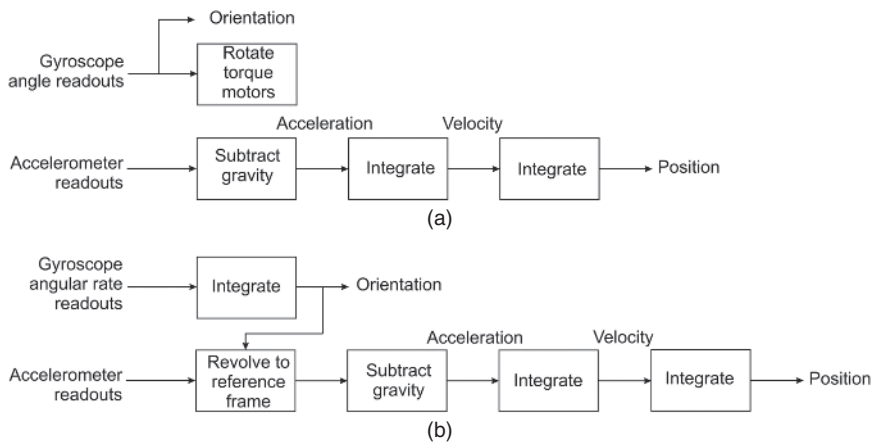 Orientation
Gyroscope
angle readouts
Rotate
torque
motors
Acceleration
Velocity
Accelerometer
readouts
Subtract
gravity
Integrate
Integrate
Position
(a)
Gyroscope
angular rate
readouts
Integrate
Orientation
Acceleration
Velocity
Accelerometer
readouts
Revolve to
reference
frame
Subtract
gravity
Integrate
Integrate
Position
(b)